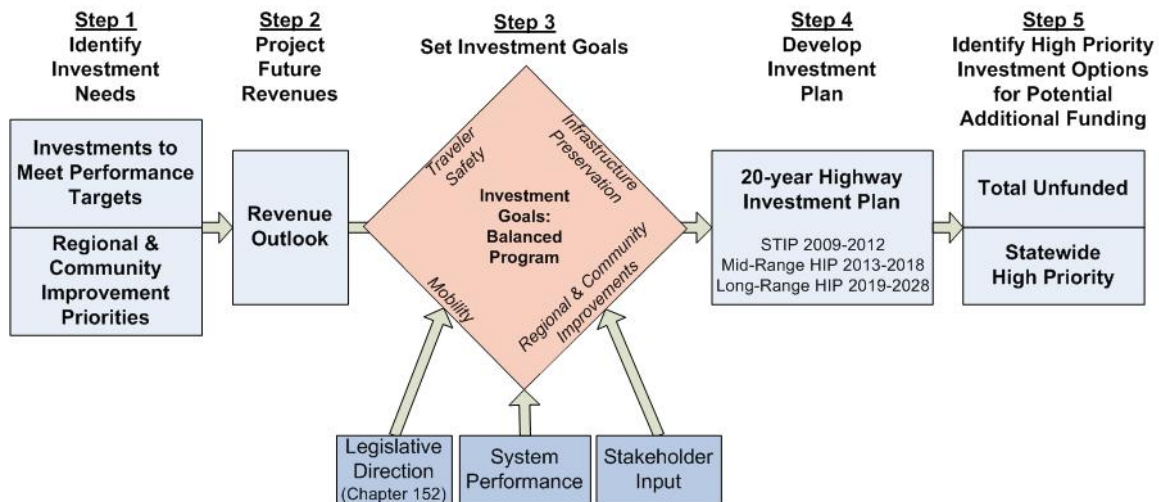 Step 1
Identify
Investment
Needs
Step 2
Project
Future
Revenues
Step 3
Set Investment Goals
Step 4
Develop
Investment
Plan
Step 5
Identify High Priority
Investment Options
for Potential
Additional Funding
Investments to
Meet Performance
Targets
Regional &
Community
Improvement
Priorities
Revenue
Outlook
Traveler
Safety
Infrastructure
Preservation
Investment
Goals:
Balanced
Program
Mobility
Regional & Community
Improvements
20-year Highway
Investment Plan
STIP 2009-2012
Mid-Range HIP 2013-2018
Long-Range HIP 2019-2028
Total Unfunded
Statewide
High Priority
Legislative
Direction
(Chapter 152)
System
Performance
Stakeholder
Input